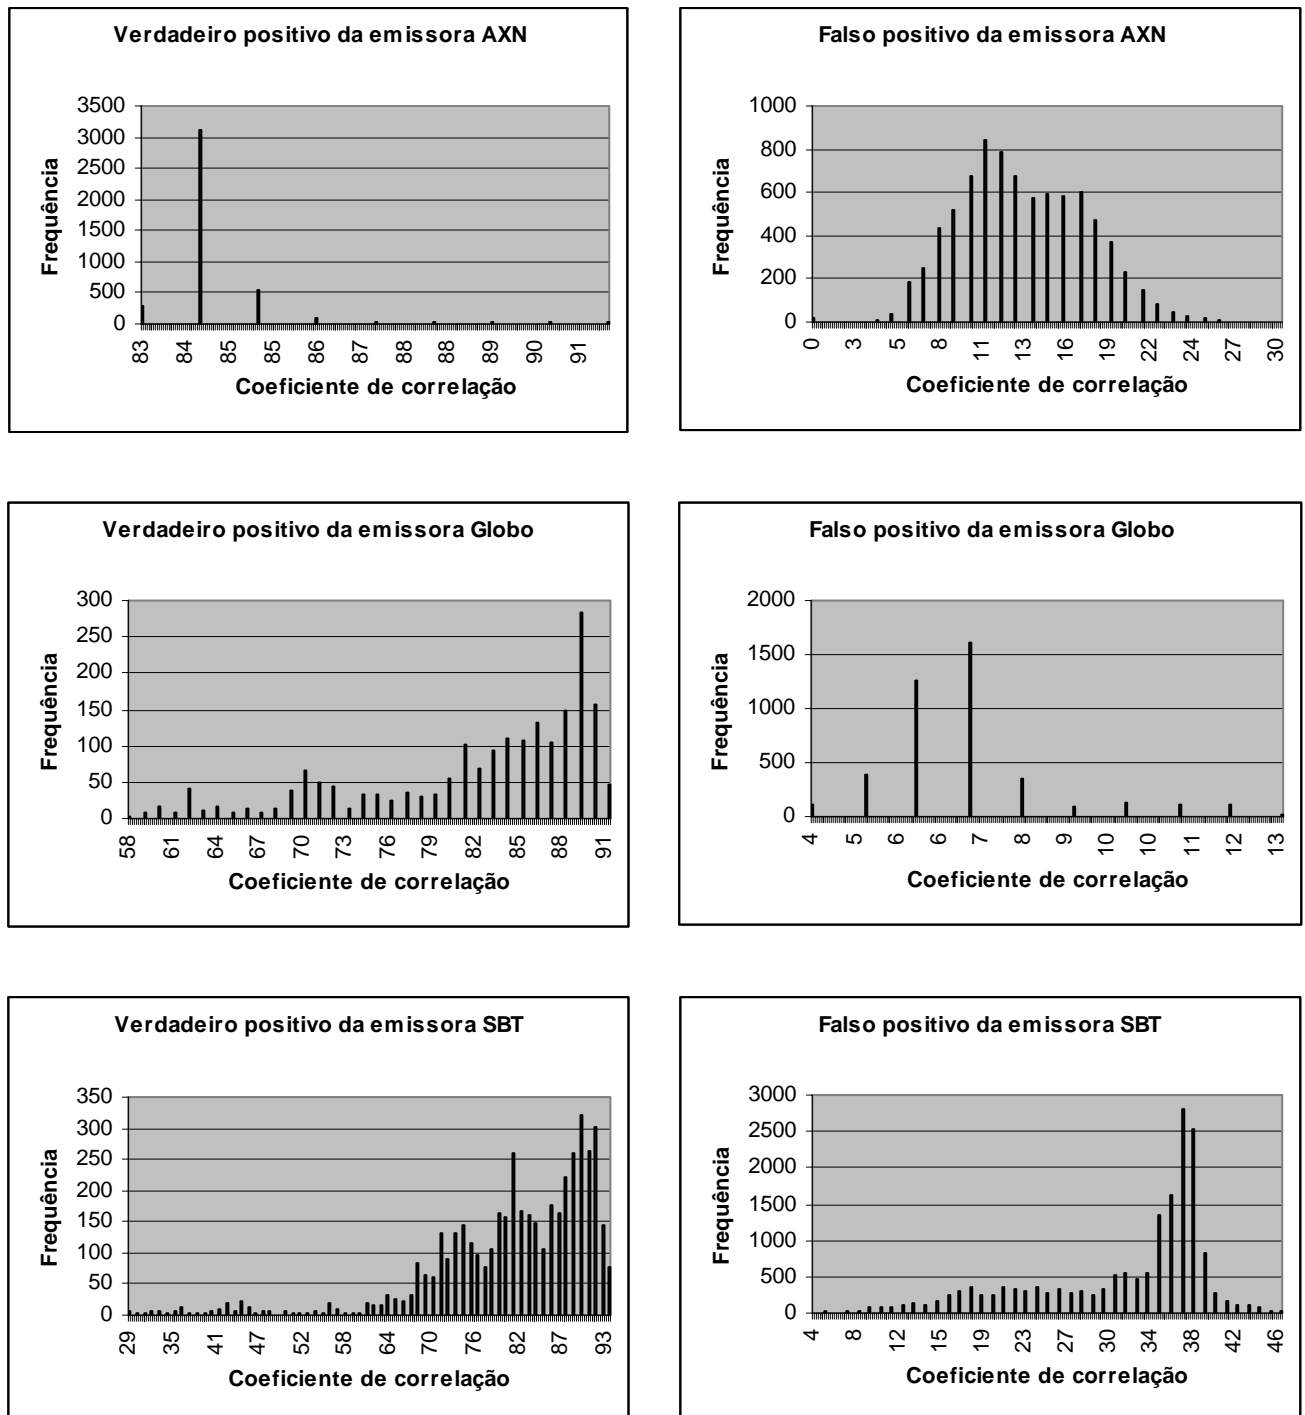 Verdadeiro positivo da emissora AXN
3500
3000
2500
2000
1500
1000
500
0
Frequência
83 84 85 85 86 87 88 88 89 90 91
Coeficiente de correlação
Falso positivo da emissora AXN
1000
800
600
400
200
0
Frequência
0 3 5 8 11 13 16 19 22 24 27 30
Coeficiente de correlação
Verdadeiro positivo da emissora Globo
300
250
200
150
100
50
0
Frequência
58 61 64 67 70 73 76 79 82 85 88 91
Coeficiente de correlação
Falso positivo da emissora Globo
2000
1500
1000
500
0
Frequência
4 5 6 6 7 8 9 10 10 11 12 13
Coeficiente de correlação
Verdadeiro positivo da emissora SBT
350
300
250
200
150
100
50
0
Frequência
29 35 35 41 47 52 58 64 70 76 82 87 93
Coeficiente de correlação
Falso positivo da emissora SBT
3000
2500
2000
1500
1000
500
0
Frequência
4 8 12 15 19 23 27 30 34 38 42 46
Coeficiente de correlação